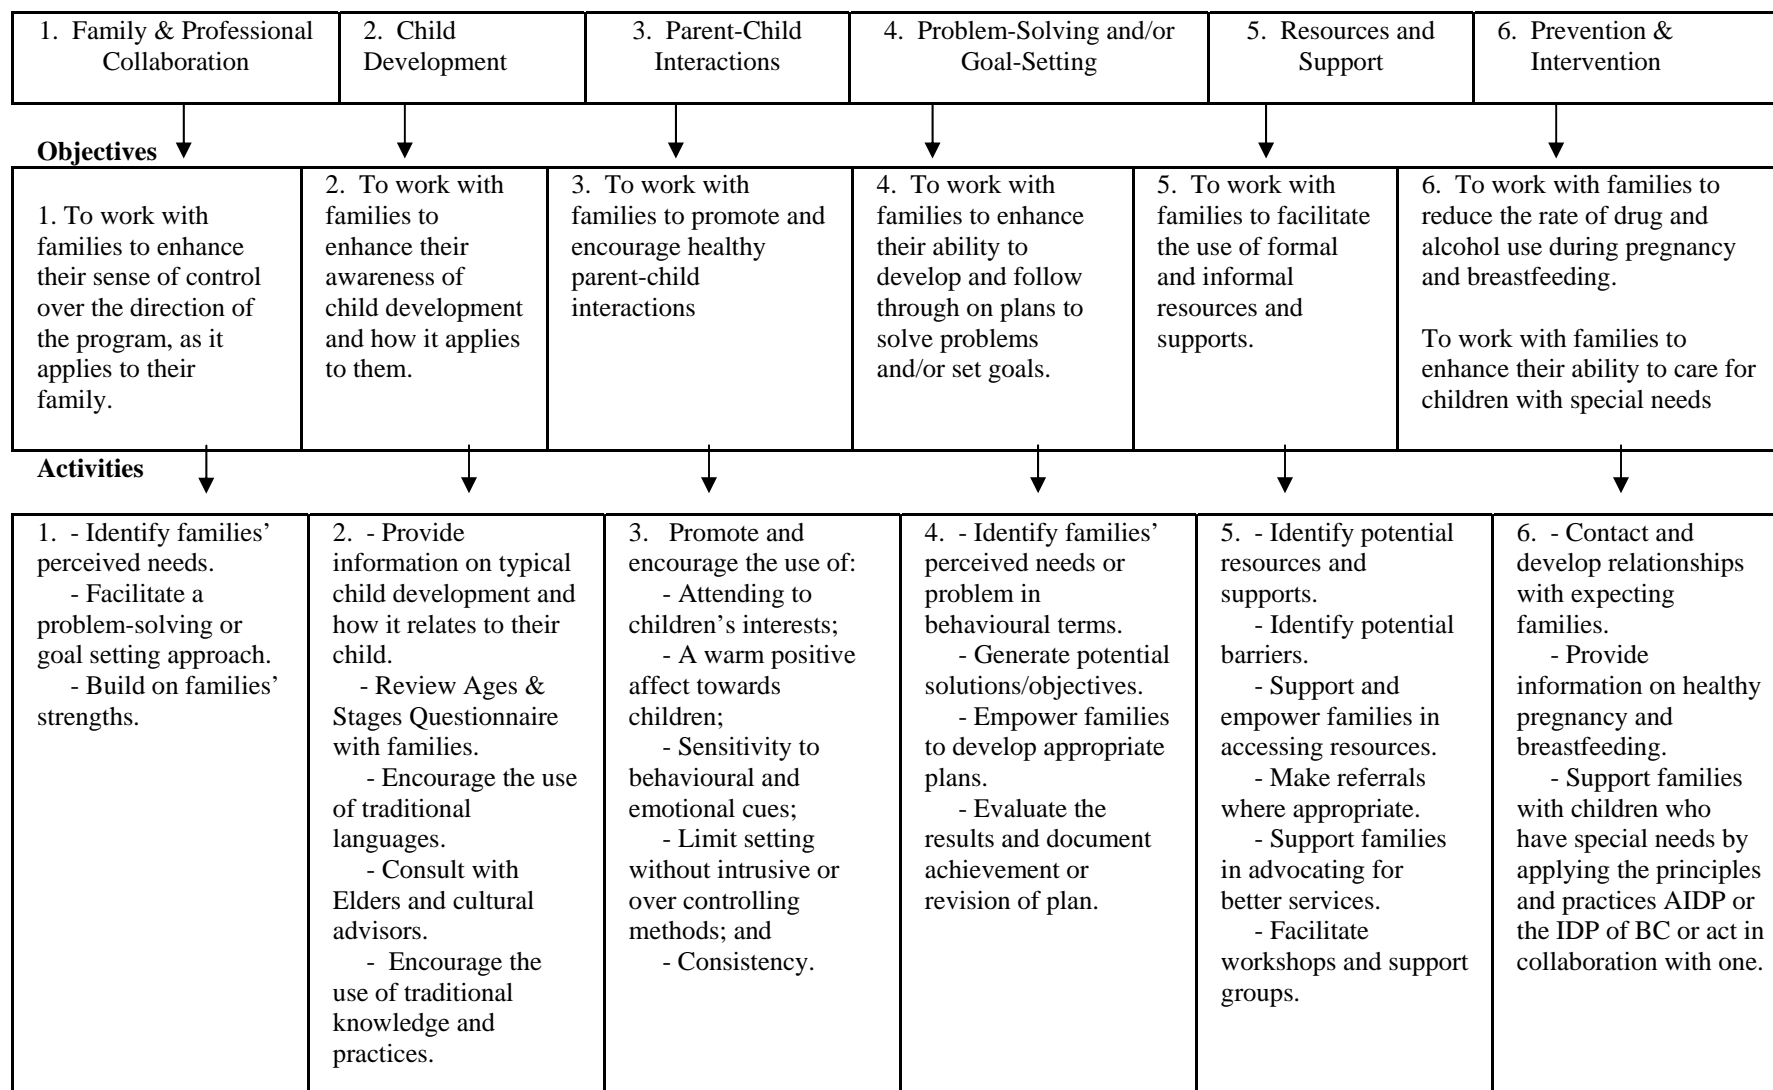 1. Family & Professional
Collaboration
2. Child
Development
3. Parent-Child
Interactions
4. Problem-Solving and/or
Goal-Setting
5. Resources and
Support
6. Prevention &
Intervention
Objectives
1. To work with
families to enhance
their sense of control
over the direction of
the program, as it
applies to their
family.
2. To work with
families to
enhance their
awareness of
child development
and how it applies
to them.
3. To work with
families to promote and
encourage healthy
parent-child
interactions
4. To work with
families to enhance
their ability to
develop and follow
through on plans to
solve problems
and/or set goals.
5. To work with
families to facilitate
the use of formal
and informal
resources and
supports.
6. To work with families to
reduce the rate of drug and
alcohol use during pregnancy
and breastfeeding.
To work with families to
enhance their ability to care for
children with special needs
Activities
1. - Identify families’
perceived needs.
- Facilitate a
problem-solving or
goal setting approach.
- Build on families’
strengths.
2. - Provide
information on typical
child development and
how it relates to their
child.
- Review Ages &
Stages Questionnaire
with families.
- Encourage the use
of traditional
languages.
- Consult with
Elders and cultural
advisors.
- Encourage the
use of traditional
knowledge and
practices.
3. Promote and
encourage the use of:
- Attending to
children’s interests;
- A warm positive
affect towards
children;
- Sensitivity to
behavioural and
emotional cues;
- Limit setting
without intrusive or
over controlling
methods; and
- Consistency.
4. - Identify families’
perceived needs or
problem in
behavioural terms.
- Generate potential
solutions/objectives.
- Empower families
to develop appropriate
plans.
- Evaluate the
results and document
achievement or
revision of plan.
5. - Identify potential
resources and
supports.
- Identify potential
barriers.
- Support and
empower families in
accessing resources.
- Make referrals
where appropriate.
- Support families
in advocating for
better services.
- Facilitate
workshops and support
groups.
6. - Contact and
develop relationships
with expecting
families.
- Provide
information on healthy
pregnancy and
breastfeeding.
- Support families
with children who
have special needs by
applying the principles
and practices AIDP or
the IDP of BC or act in
collaboration with one.